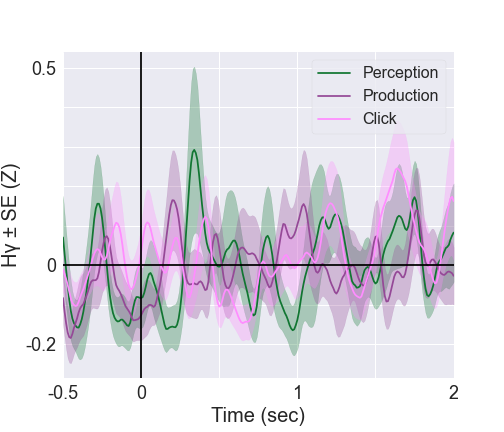 Perception
Production
Click
Hγ ± SE (Z)
0.5
0
-0.2
-0.5
0
1
2
Time (sec)